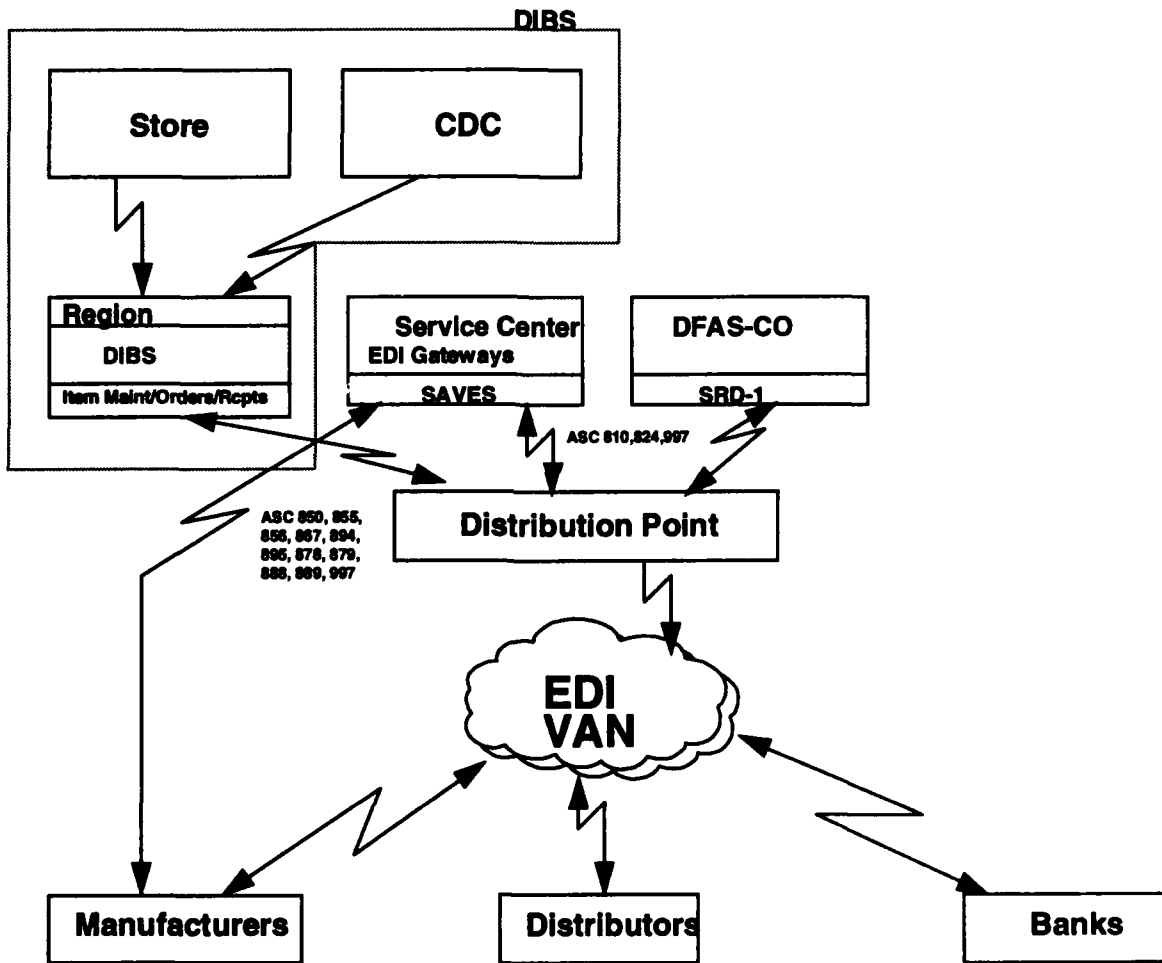 DIBS
Store
CDC
Region
DIBS
Item Maint/Orders/Rcpts
Service Center
EDI Gateways
SAVES
DFAS-CO
SRD-1
ASC 810,824,997
ASC 850, 855,
856, 867, 894,
895, 878, 879,
888, 889, 997
Distribution Point
EDI
VAN
Manufacturers
Distributors
Banks